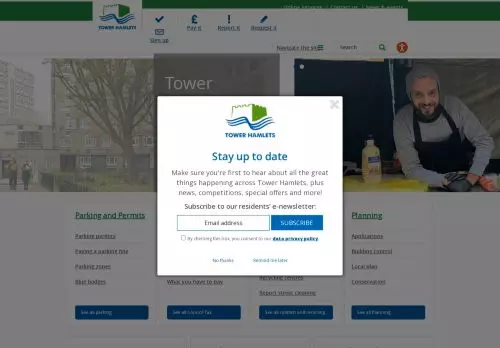 TOWER HAMLETS
Sign up
Pay it
Report it
Request it
Navigate the site
Search
Tower
TOWER HAMLETS
Stay up to date
Make sure you're first to hear about all the great
things happening across Tower Hamlets, plus
news, competitions, special offers and more!
Subscribe to our residents' e-newsletter:
Email address
SUBSCRIBE
By checking this box, you consent to our data privacy policy.
No thanks
Remind me later
Parking and Permits
Parking permits
Paying a parking fine
Parking zones
Blue badges
See all parking
What you have to pay
See all Council Tax
Recycling centres
Report street cleaning
See all rubbish and recycling
Planning
Applications
Building control
Local plan
Conservation
See all Planning